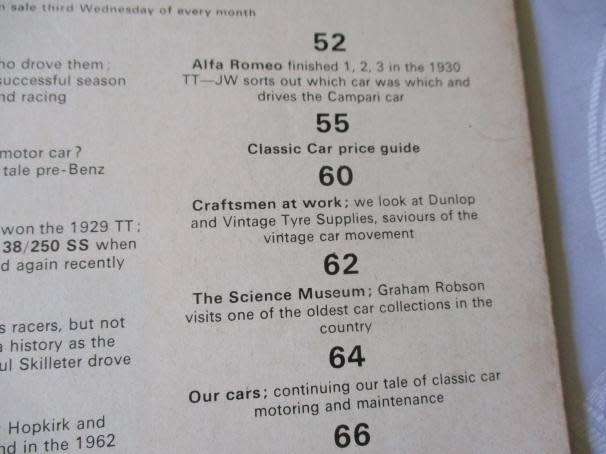 n sale third Wednesday of every month
ho drove them;
successful season
nd racing
motor car?
tale pre-Benz
won the 1929 TT;
38/250 SS when
d again recently
s racers, but not
a history as the
ul Skilleter drove
Hopkirk and
nd in the 1962
52
Alfa Romeo finished 1, 2, 3 in the 1930
TT—JW sorts out which car was which and
drives the Campari car
55
Classic Car price guide
60
Craftsmen at work; we look at Dunlop
and Vintage Tyre Supplies, saviours of the
vintage car movement
62
The Science Museum; Graham Robson
visits one of the oldest car collections in the
country
64
Our cars; continuing our tale of classic car
motoring and maintenance
66